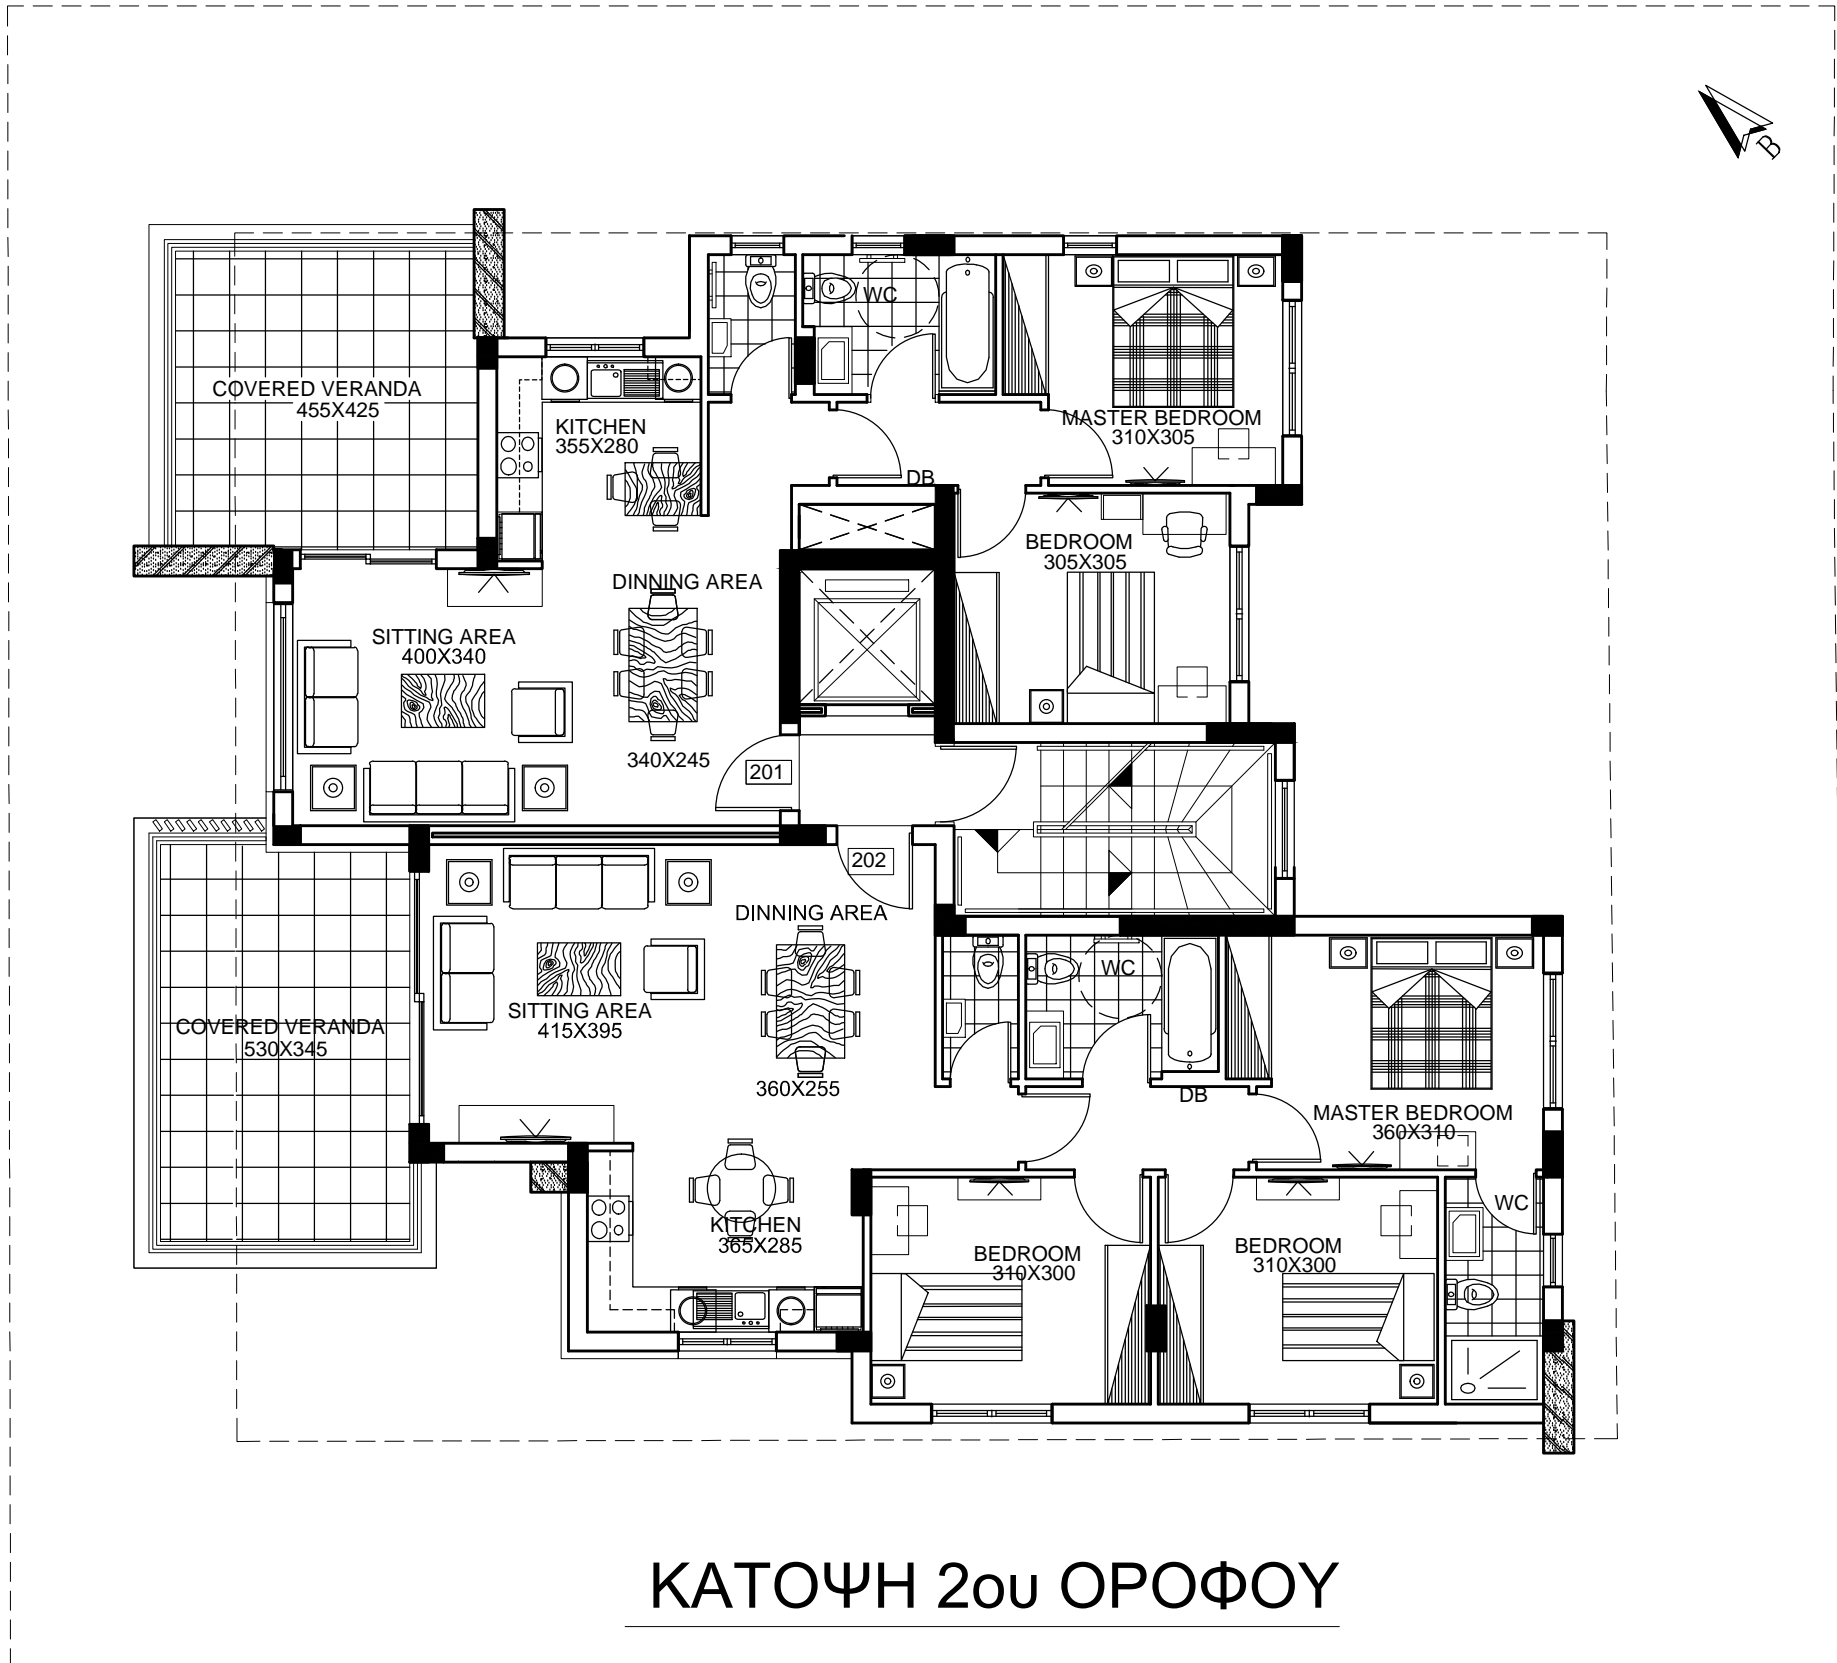 B
COVERED VERANDA
455X425
KITCHEN
355X280
WC
MASTER BEDROOM
310X305
DB
BEDROOM
305X305
DINNING AREA
SITTING AREA
400X340
340X245
201
202
DINNING AREA
SITTING AREA
415X395
COVERED VERANDA
530X345
360X255
WC
DB
MASTER BEDROOM
360X310
KITCHEN
365X285
BEDROOM
310X300
BEDROOM
310X300
WC
ΚΑΤΟΨΗ 2ου ΟΡΟΦΟΥ